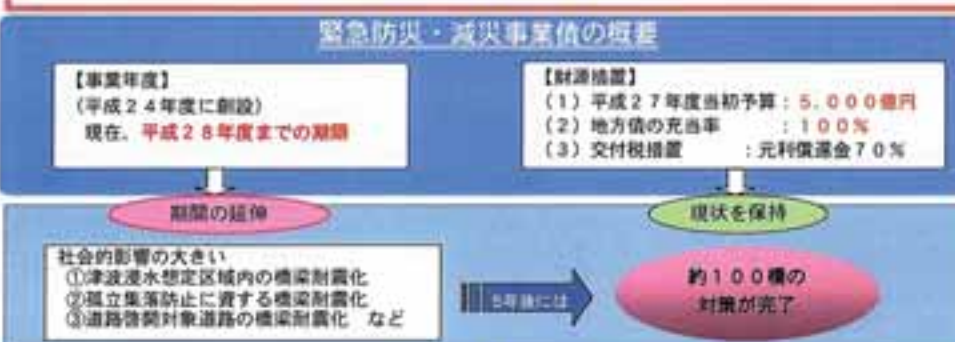 緊急防災・減災事業債の概要
【事業年度】
(平成24年度に創設)
現在、平成28年度までの期限
【財源措置】
(1)平成27年度当初予算:5,000億円
(2)地方債の充当率 :100%
(3)交付税措置 :元利償還金70%
期間の延伸
現状を保持
社会的影響の大きい
①津波浸水想定区域内の橋梁耐震化
②孤立集落防止に資する橋梁耐震化
③道路啓開対象道路の橋梁耐震化 など
5年後には
約100橋の
対策が完了